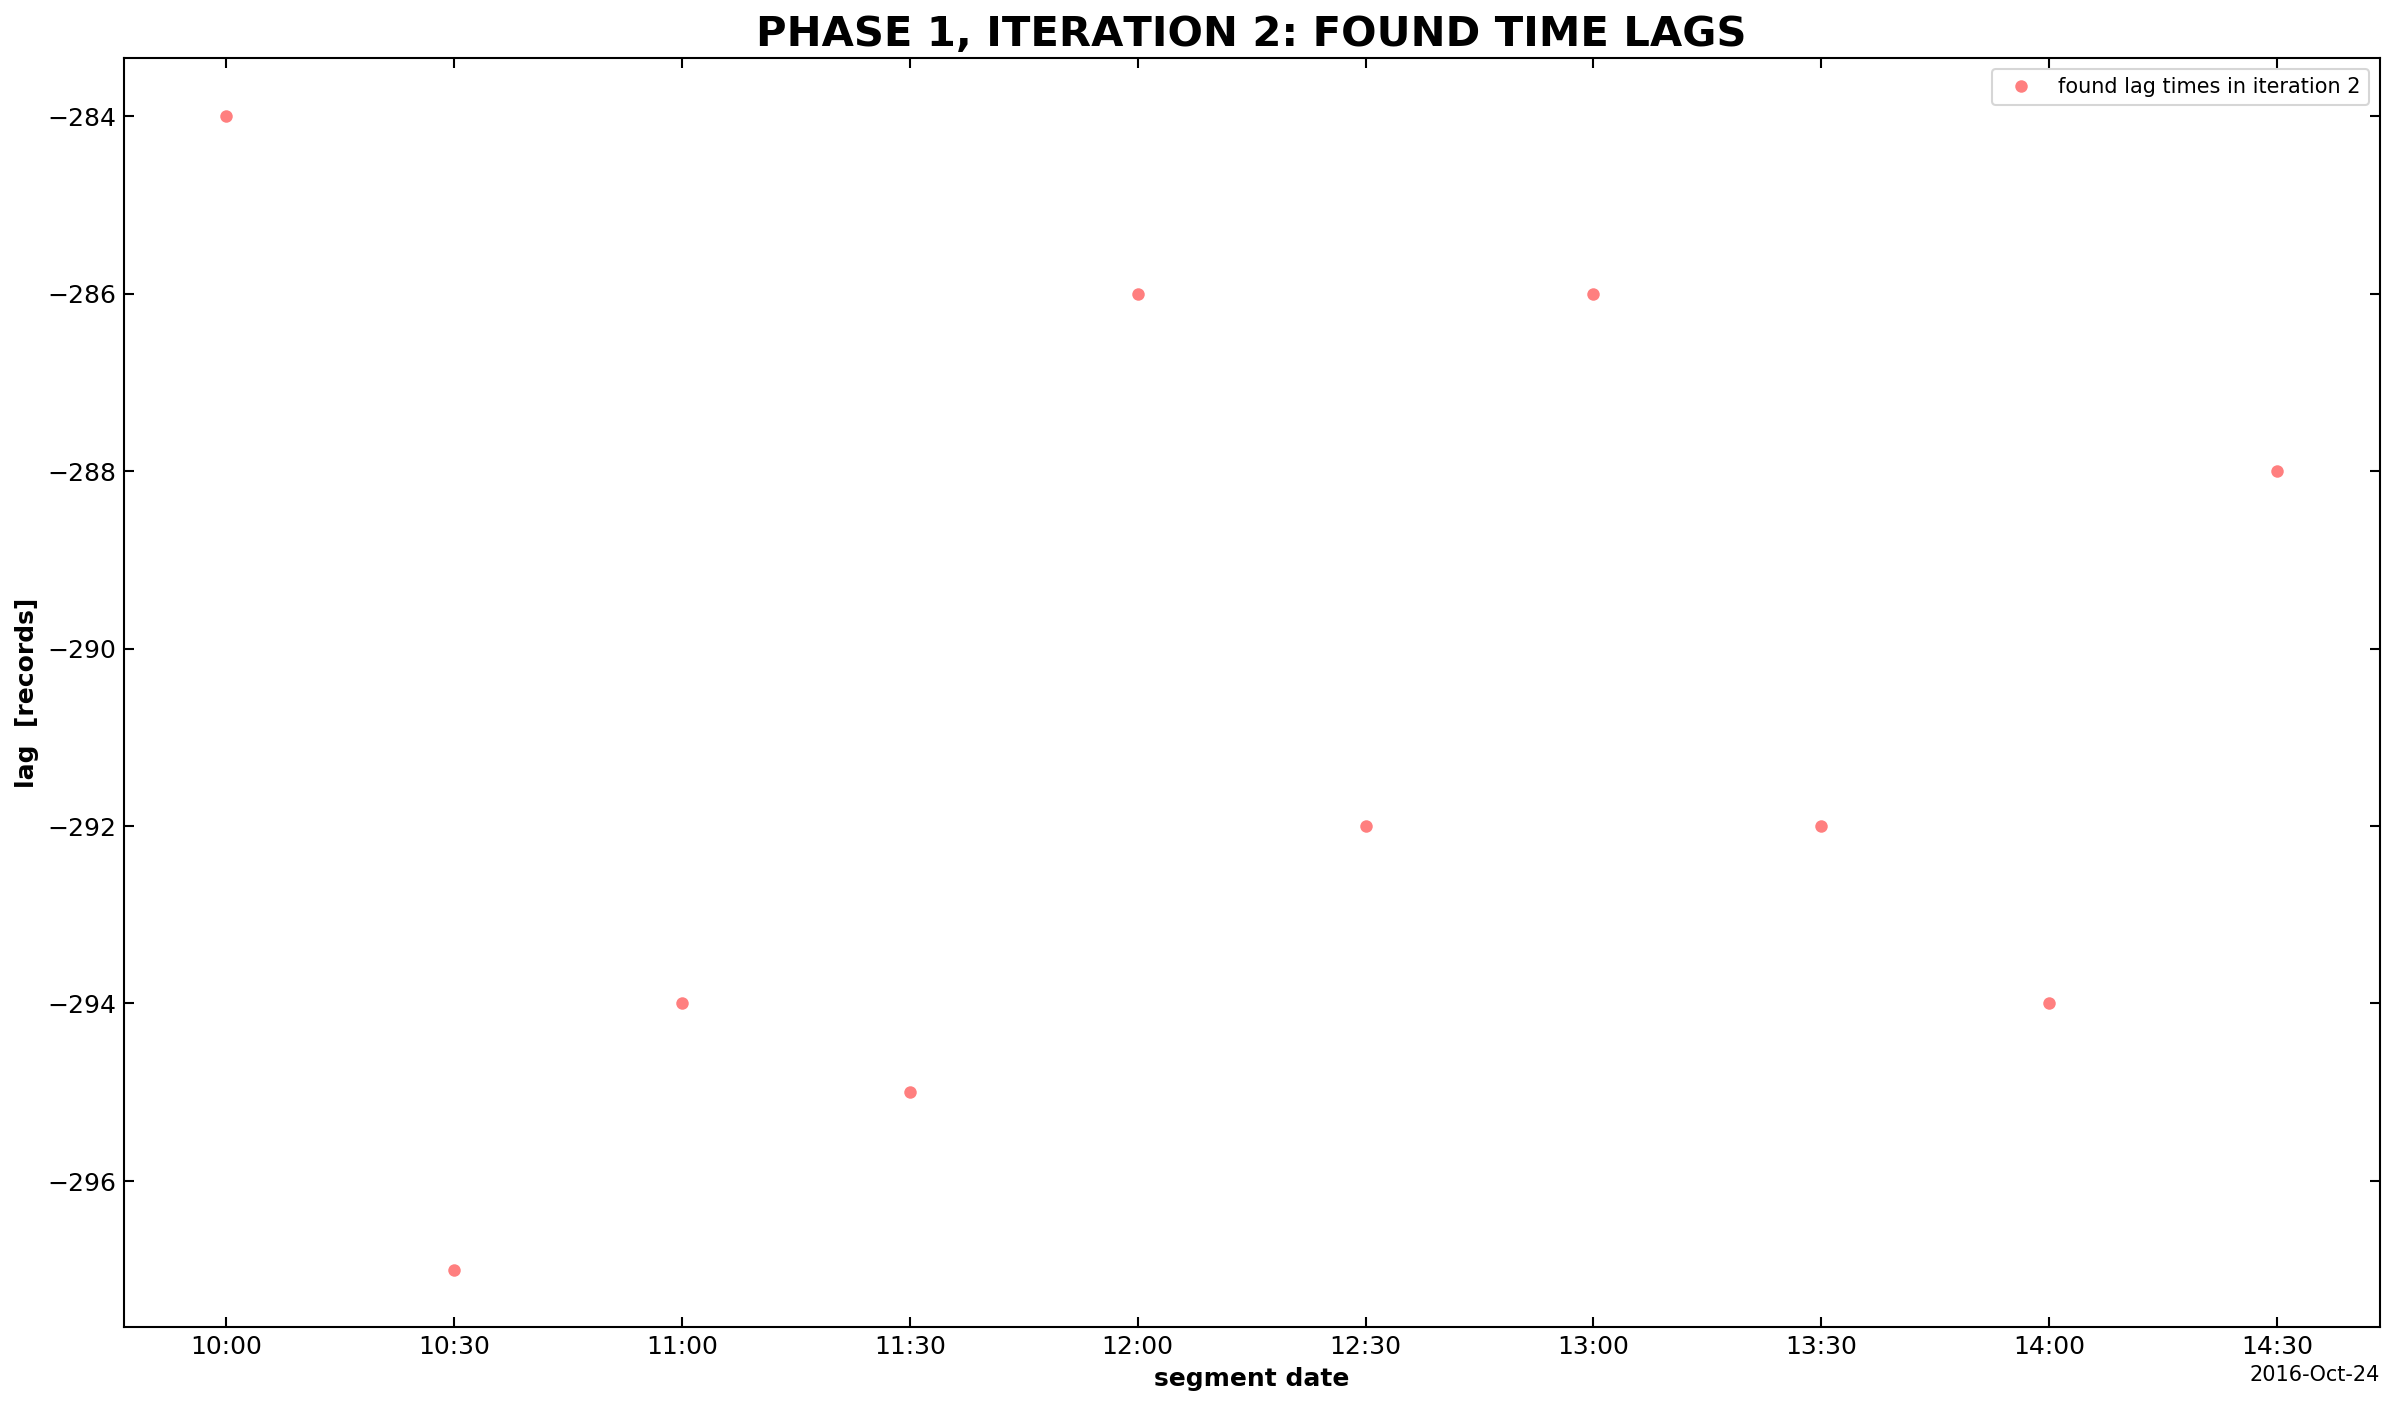 PHASE 1, ITERATION 2: FOUND TIME LAGS
found lag times in iteration 2
−284
−286
−288
−290
−292
−294
−296
lag [records]
10:00 10:30 11:00 11:30 12:00 12:30 13:00 13:30 14:00 14:30
segment date
2016-Oct-24